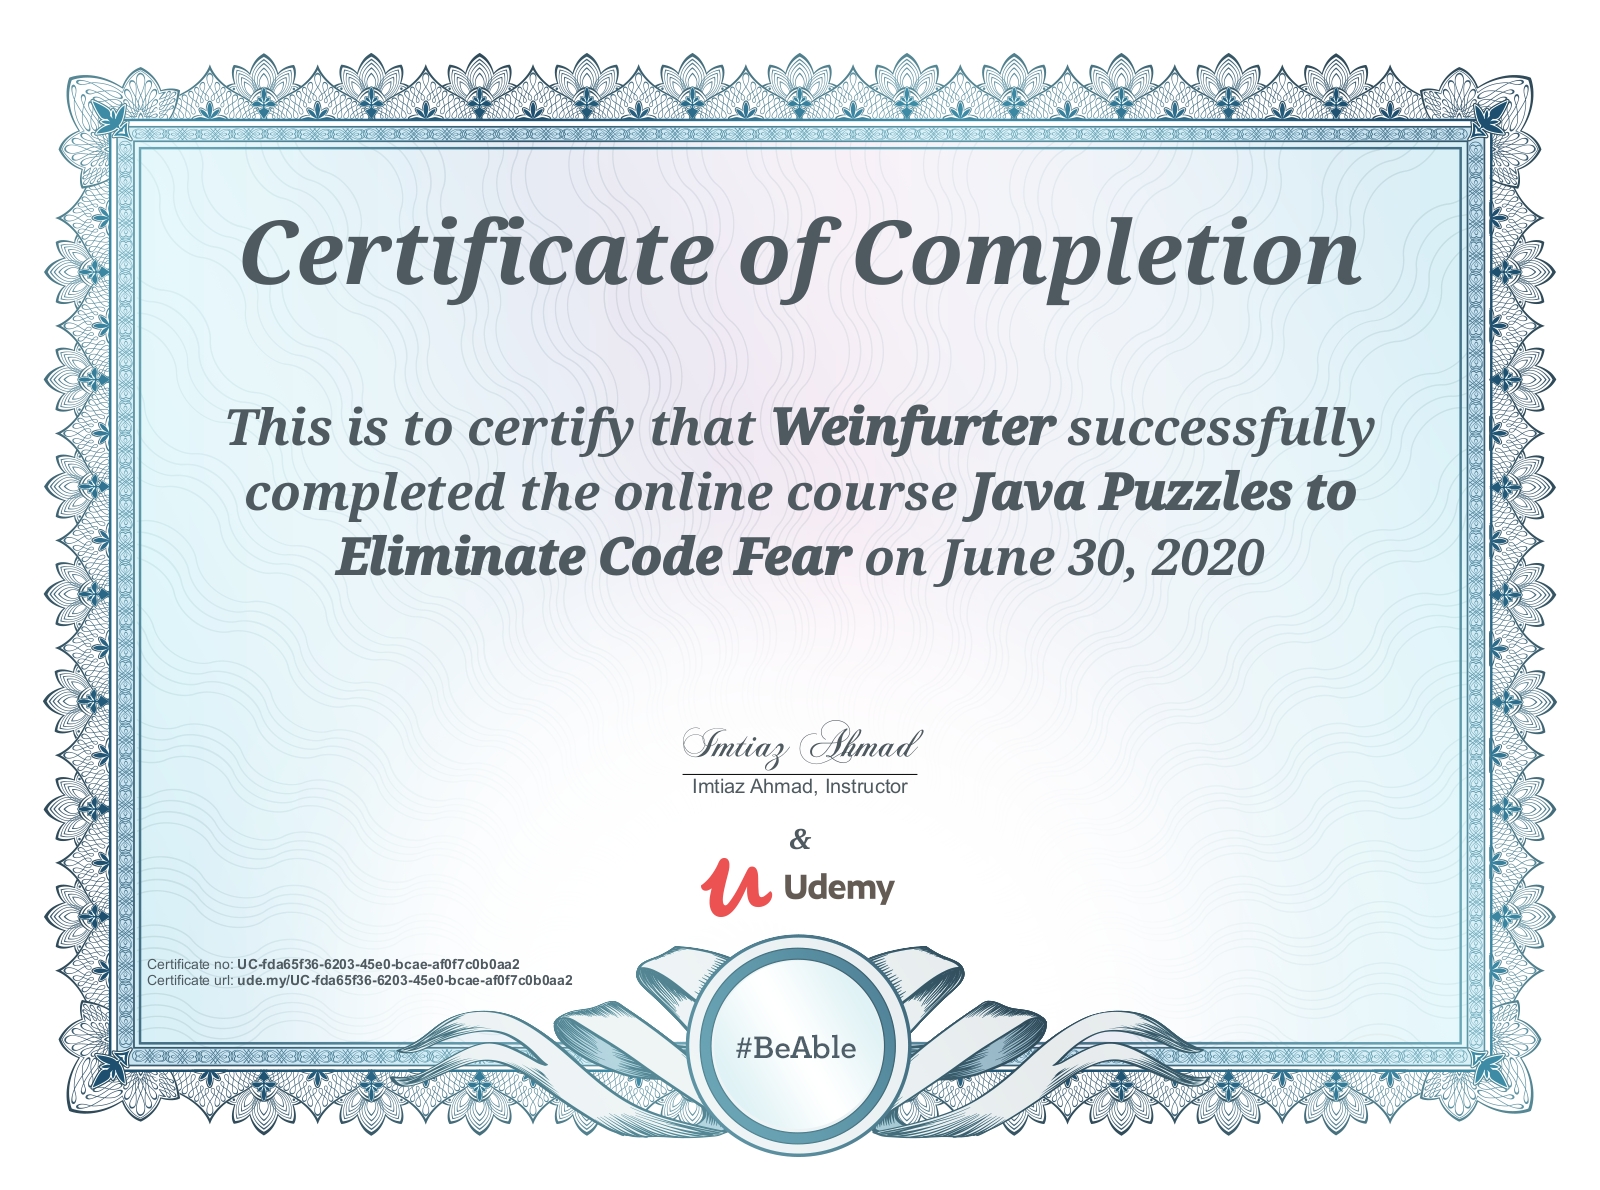 Certificate of Completion
This is to certify that Weinfurter successfully
completed the online course Java Puzzles to
Eliminate Code Fear on June 30, 2020
Imtiaz Ahmad
Imtiaz Ahmad, Instructor
&
Udemy
Certificate no: UC-fda65f36-6203-45e0-bcae-af0f7c0b0aa2
Certificate url: ude.my/UC-fda65f36-6203-45e0-bcae-af0f7c0b0aa2
#BeAble